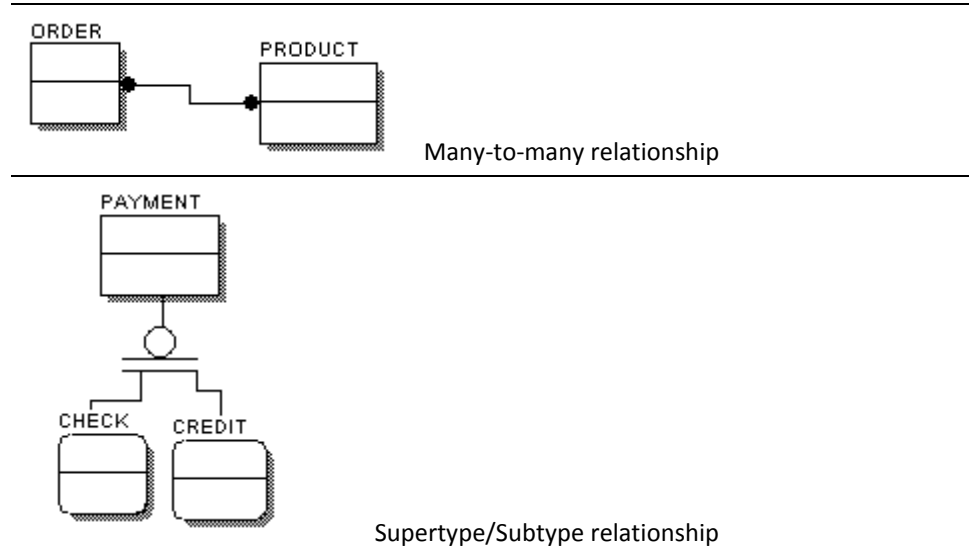 ORDER
PRODUCT
Many-to-many relationship
PAYMENT
CHECK
CREDIT
Supertype/Subtype relationship